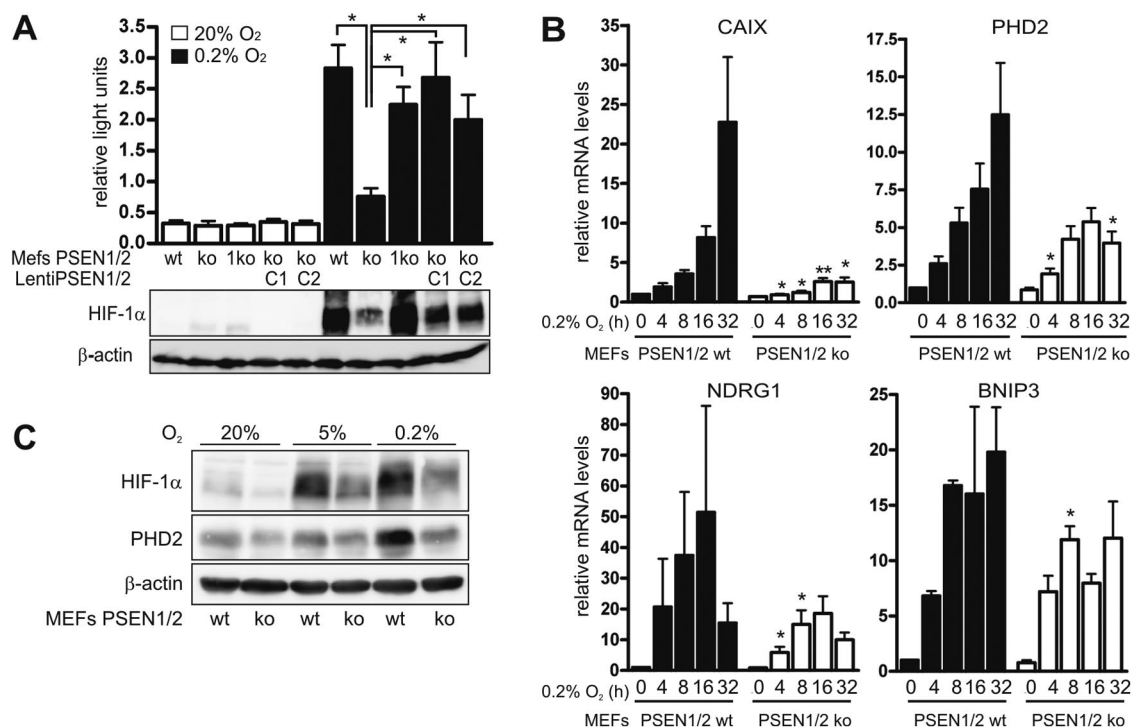 A
20% O₂
0.2% O₂
relative light units
3.5
3.0
2.5
2.0
1.5
1.0
0.5
0.0
* * * *
Mefs PSEN1/2 wt ko 1ko ko ko wt ko 1ko ko ko
LentiPSEN1/2 C1 C2 C1 C2
HIF-1α
β-actin
B
CAIX
relative mRNA levels
35
30
25
20
15
10
5
0
* * ** *
0.2% O₂ (h) 0 4 8 16 32 0 4 8 16 32
MEFs PSEN1/2 wt PSEN1/2 ko
PHD2
17.5
15.0
12.5
10.0
7.5
5.0
2.5
0.0
* *
0 4 8 16 32 0 4 8 16 32
PSEN1/2 wt PSEN1/2 ko
NDRG1
relative mRNA levels
90
80
70
60
50
40
30
20
10
0
* *
0.2% O₂ (h) 0 4 8 16 32 0 4 8 16 32
MEFs PSEN1/2 wt PSEN1/2 ko
BNIP3
25
20
15
10
5
0
*
0 4 8 16 32 0 4 8 16 32
PSEN1/2 wt PSEN1/2 ko
C
O₂ 20% 5% 0.2%
HIF-1α
PHD2
β-actin
MEFs PSEN1/2 wt ko wt ko wt ko